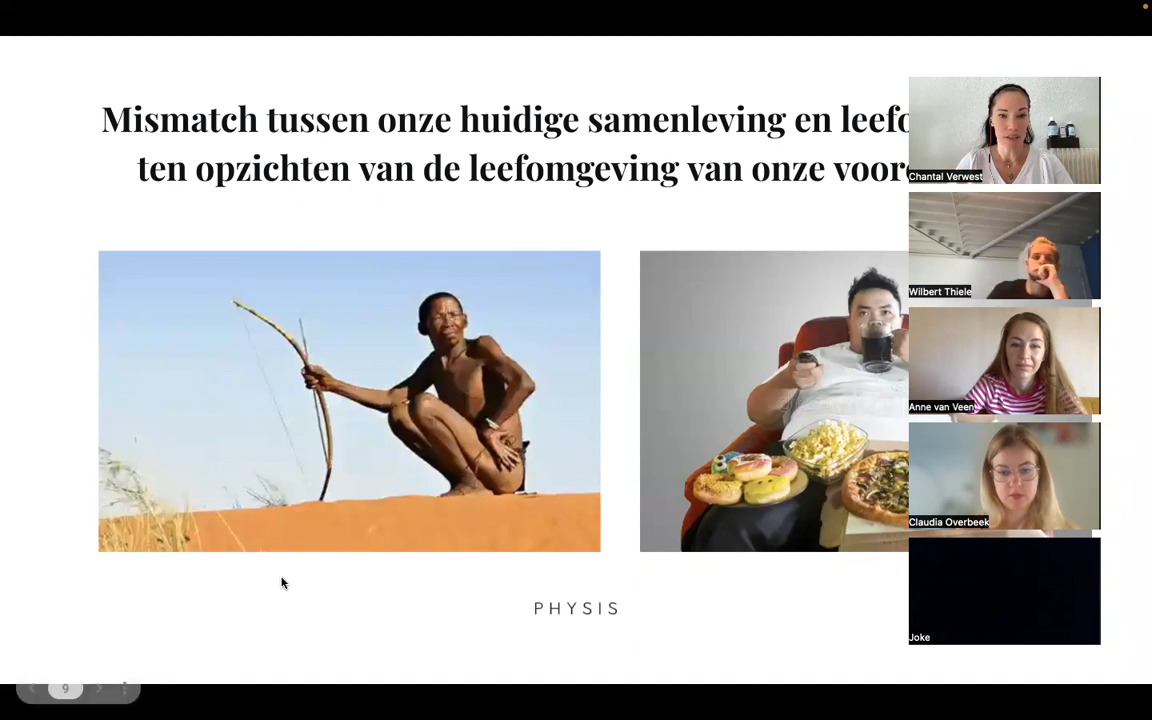 Mismatch tussen onze huidige samenleving en leefo
ten opzichten van de leefomgeving van onze voor
PHYSIS
Chantal Verwest
Wilbert Thiele
Anne van Veen
Claudia Overbeek
Joke
9